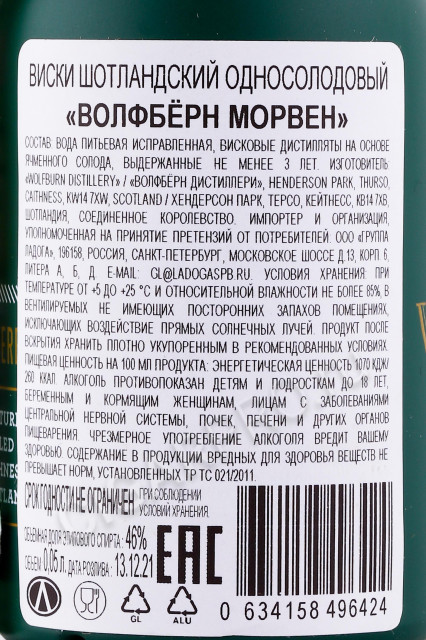 ВИСКИ ШОТЛАНДСКИЙ ОДНОСОЛОДОВЫЙ
«ВОЛФБЁРН МОРВЕН»
СОСТАВ: ВОДА ПИТЬЕВАЯ ИСПРАВЛЕННАЯ, ВИСКОВЫЕ ДИСТИЛЛЯТЫ НА ОСНОВЕ
ЯЧМЕННОГО СОЛОДА, ВЫДЕРЖАННЫЕ НЕ МЕНЕЕ 3 ЛЕТ. ИЗГОТОВИТЕЛЬ
«WOLFBURN DISTILLERY» / «ВОЛФБЁРН ДИСТИЛЛЕРИ», HENDERSON PARK, THURSO,
CAITHNESS, KW14 7XW, SCOTLAND / ХЕНДЕРСОН ПАРК, ТЕРСО, КЕЙТНЕСС, КВ14 7ХВ,
ШОТЛАНДИЯ, СОЕДИНЕННОЕ КОРОЛЕВСТВО. ИМПОРТЕР И ОРГАНИЗАЦИЯ,
УПОЛНОМОЧЕННАЯ НА ПРИНЯТИЕ ПРЕТЕНЗИЙ ОТ ПОТРЕБИТЕЛЕЙ: ООО «ГРУППА
ЛАДОГА», 196158, РОССИЯ, САНКТ-ПЕТЕРБУРГ, МОСКОВСКОЕ ШОССЕ Д.13, КОРП. 6,
ЛИТЕРА А, Б, Д. E-MAIL: GL@LADOGASPB.RU. УСЛОВИЯ ХРАНЕНИЯ: ПРИ
ТЕМПЕРАТУРЕ ОТ +5 ДО +25 °С И ОТНОСИТЕЛЬНОЙ ВЛАЖНОСТИ НЕ БОЛЕЕ 85%, В
ВЕНТИЛИРУЕМЫХ НЕ ИМЕЮЩИХ ПОСТОРОННИХ ЗАПАХОВ ПОМЕЩЕНИЯХ,
ИСКЛЮЧАЮЩИХ ВОЗДЕЙСТВИЕ ПРЯМЫХ СОЛНЕЧНЫХ ЛУЧЕЙ. ПРОДУКТ ПОСЛЕ
ВСКРЫТИЯ ХРАНИТЬ ПЛОТНО УКУПОРЕННЫМ В РЕКОМЕНДОВАННЫХ УСЛОВИЯХ.
ПИЩЕВАЯ ЦЕННОСТЬ НА 100 МЛ ПРОДУКТА: ЭНЕРГЕТИЧЕСКАЯ ЦЕННОСТЬ 1070 КДЖ/
260 ККАЛ. АЛКОГОЛЬ ПРОТИВОПОКАЗАН ДЕТЯМ И ПОДРОСТКАМ ДО 18 ЛЕТ,
БЕРЕМЕННЫМ И КОРМЯЩИМ ЖЕНЩИНАМ, ЛИЦАМ С ЗАБОЛЕВАНИЯМИ
ЦЕНТРАЛЬНОЙ НЕРВНОЙ СИСТЕМЫ, ПОЧЕК, ПЕЧЕНИ И ДРУГИХ ОРГАНОВ
ПИЩЕВАРЕНИЯ. ЧРЕЗМЕРНОЕ УПОТРЕБЛЕНИЕ АЛКОГОЛЯ ВРЕДИТ ВАШЕМУ
ЗДОРОВЬЮ. СОДЕРЖАНИЕ В ПРОДУКЦИИ ВРЕДНЫХ ДЛЯ ЗДОРОВЬЯ ВЕЩЕСТВ НЕ
ПРЕВЫШАЕТ НОРМ, УСТАНОВЛЕННЫХ ТР ТС 021/2011.
СРОК ГОДНОСТИ НЕ ОГРАНИЧЕН ПРИ СОБЛЮДЕНИИ
УСЛОВИЙ ХРАНЕНИЯ.
ОБЪЕМНАЯ ДОЛЯ ЭТИЛОВОГО СПИРТА: 46%
ОБЪЕМ: 0,05 Л. ДАТА РОЗЛИВА: 13.12.21
EAC
GL
ALU
0 634158 496424